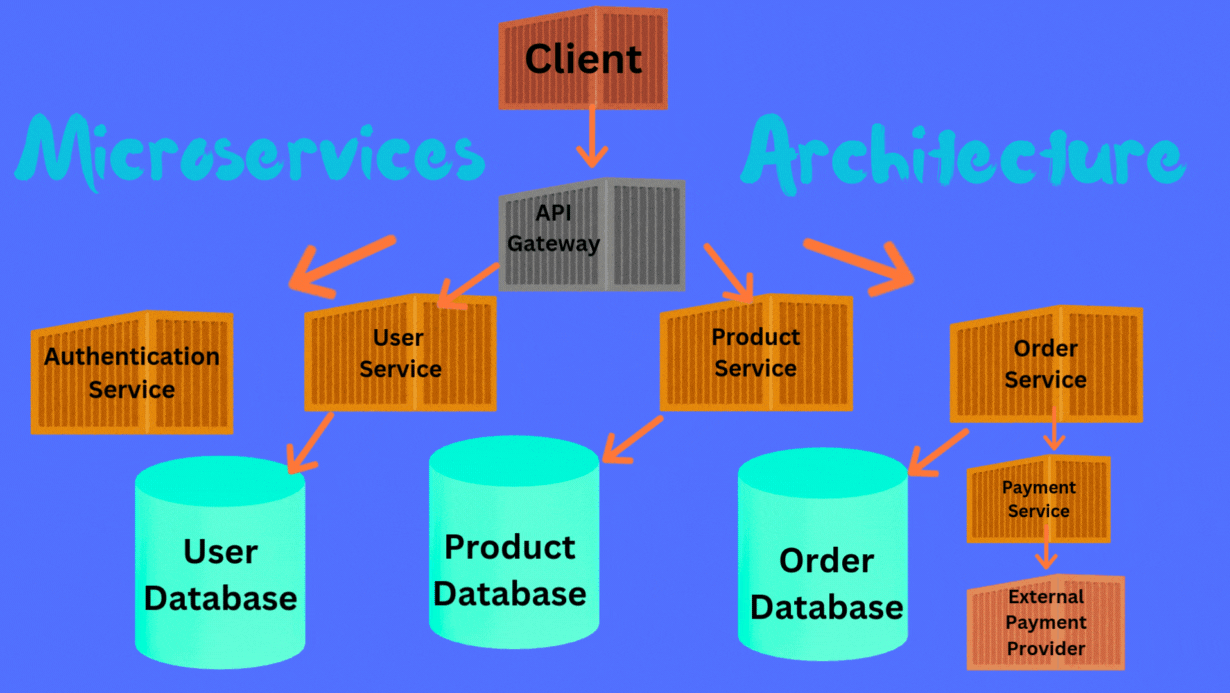 Client
Microservices
Architecture
API
Gateway
Authentication
Service
User
Service
Product
Service
Order
Service
User
Database
Product
Database
Order
Database
Payment
Service
External
Payment
Provider